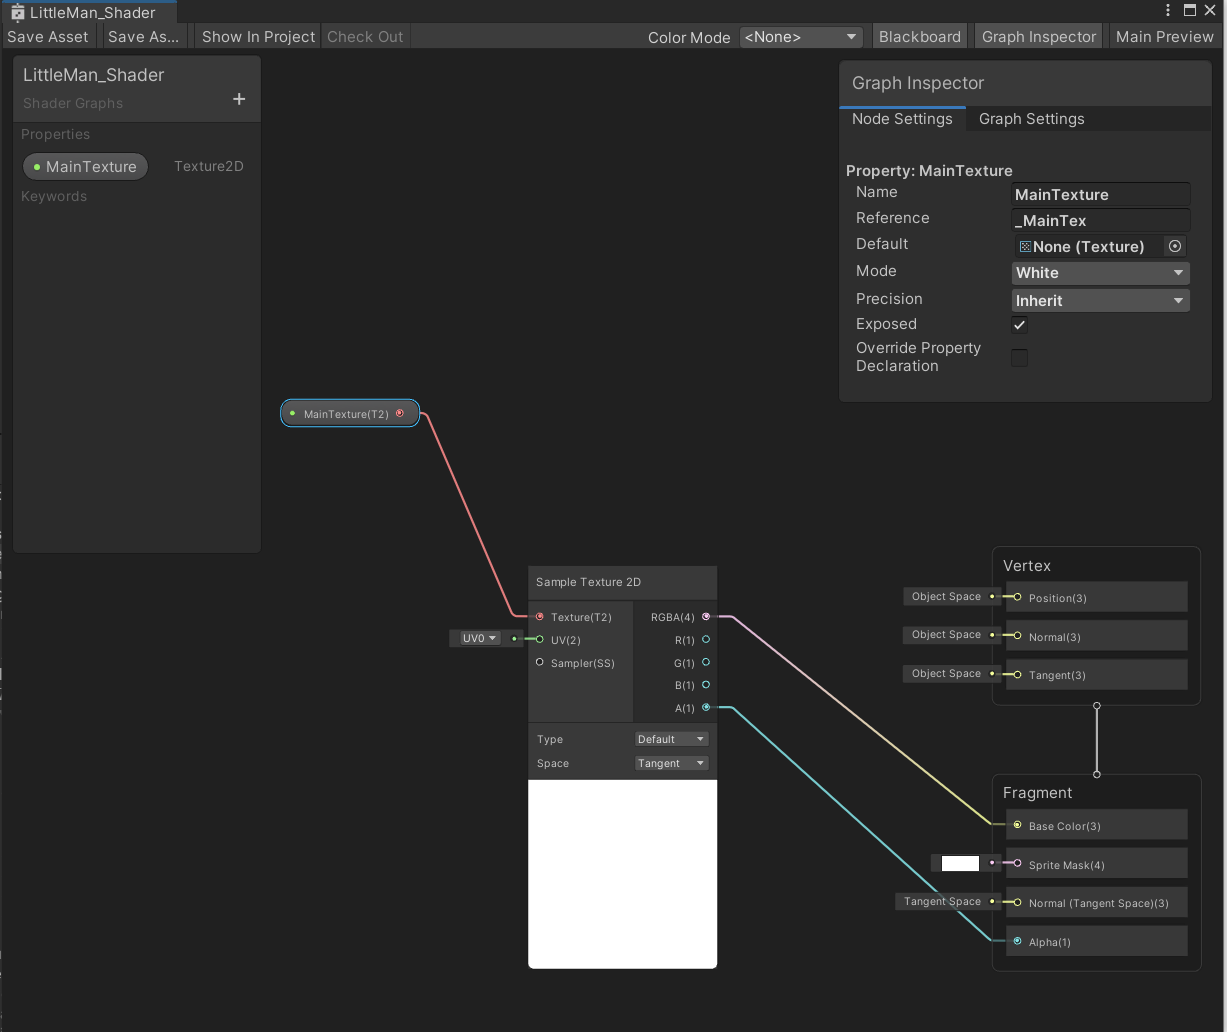 LittleMan_Shader
Save Asset
Save As...
Show In Project
Check Out
Color Mode
<None>
Blackboard
Graph Inspector
Main Preview
LittleMan_Shader
Shader Graphs
+
Properties
MainTexture
Texture2D
Keywords
Graph Inspector
Node Settings
Graph Settings
Property: MainTexture
Name
MainTexture
Reference
_MainTex
Default
None (Texture)
Mode
White
Precision
Inherit
Exposed
Override Property
Declaration
MainTexture(T2)
Sample Texture 2D
Texture(T2)
RGBA(4)
UV0
UV(2)
R(1)
Sampler(SS)
G(1)
B(1)
A(1)
Type
Default
Space
Tangent
Vertex
Object Space
Position(3)
Object Space
Normal(3)
Object Space
Tangent(3)
Fragment
Base Color(3)
Sprite Mask(4)
Tangent Space
Normal (Tangent Space)(3)
Alpha(1)